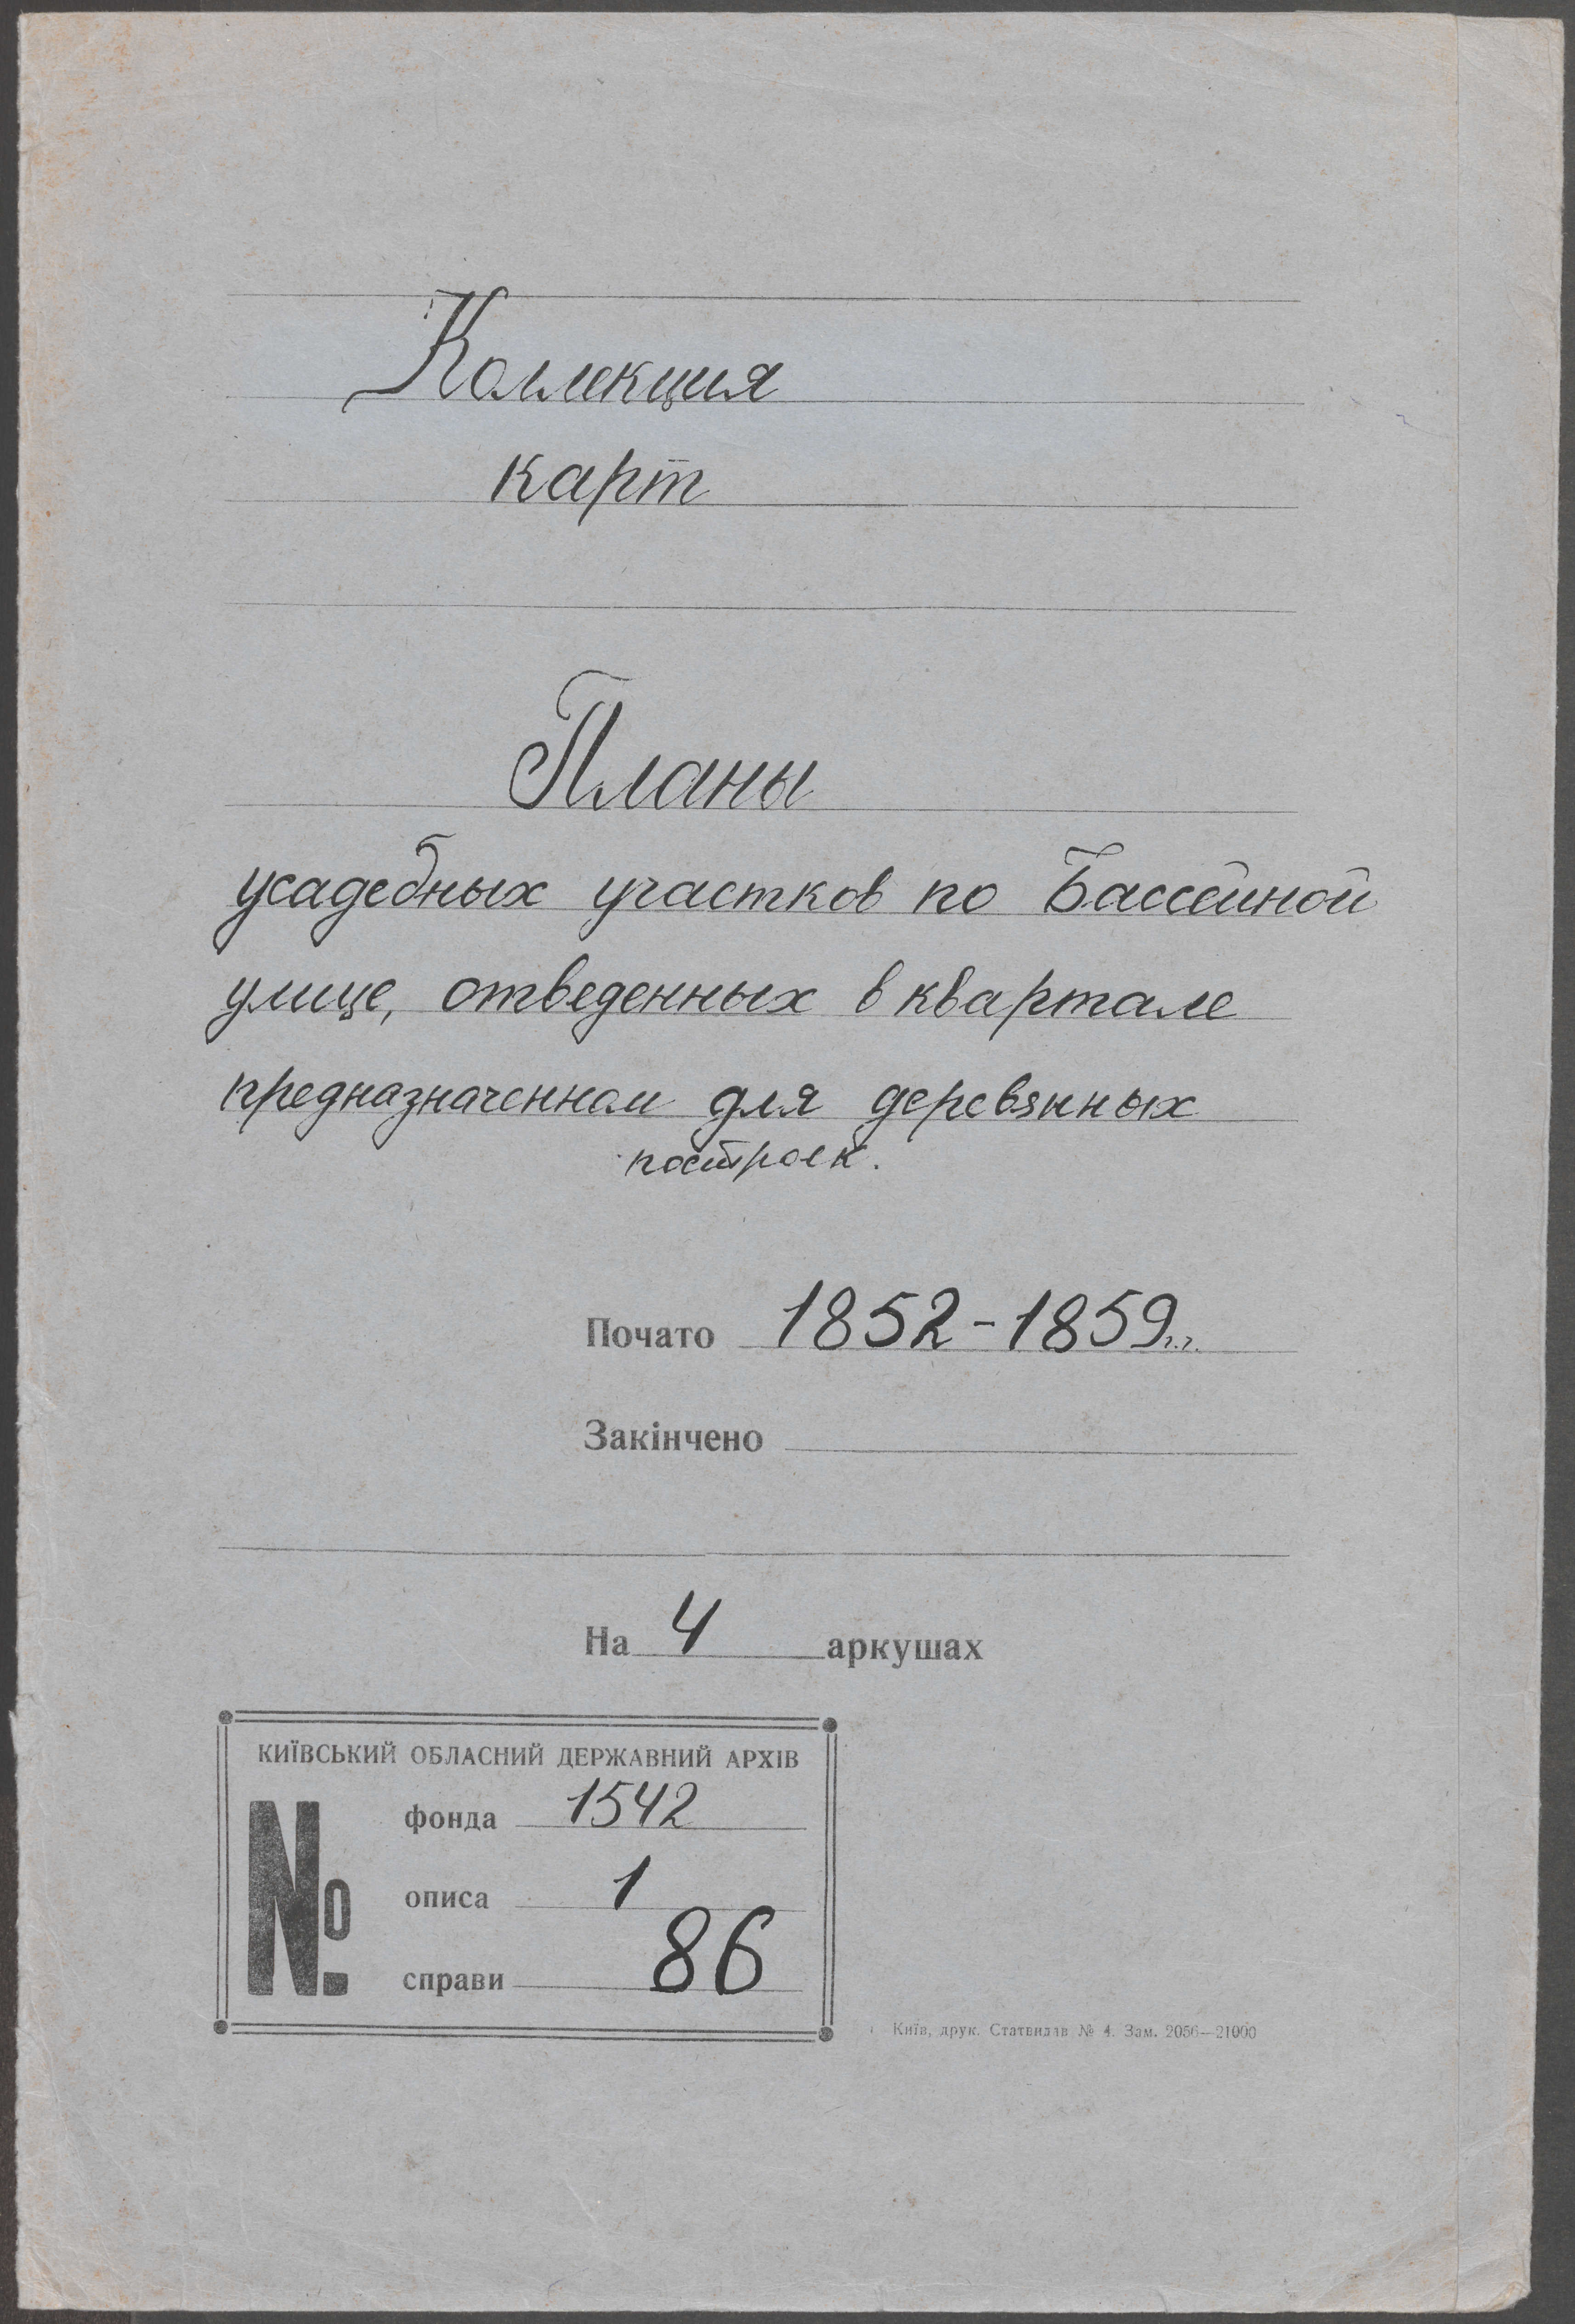 Коллекция
карт
Планы
усадебных участков по Бассейной
улице, отведенных в квартале
предназначенном для деревянных
построек.
Почато 1852-1859г.г.
Закінчено
На 4 аркушах
КИЇВСЬКИЙ ОБЛАСНИЙ ДЕРЖАВНИЙ АРХІВ
№
фонда 1542
описа 1
справи 86
Київ, друк. Статвидав № 4. Зам. 2056—21000